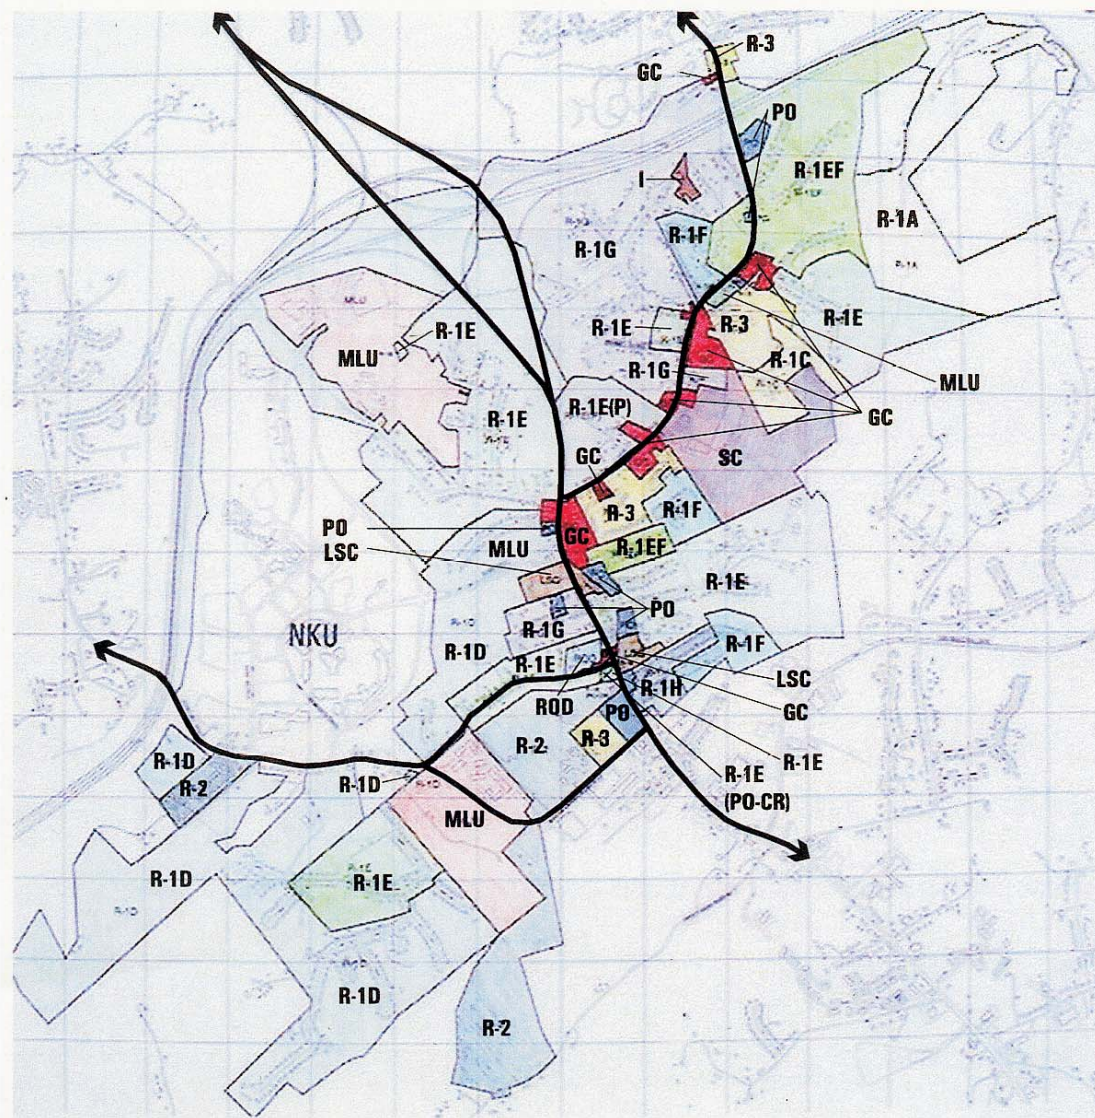 R-3
GC
PO
I
R-1EF
R-1F
R-1A
R-1G
R-1E
R-3
R-1E
MLU
R-1E
R-1C
R-1G
MLU
R-1E
R-1E(P)
GC
GC
SC
R-3
R-1F
PO
LSC
MLU
GC
R-1EF
LSC
R-1E
PO
R-1G
NKU
R-1D
R-1E
R-1F
LSC
R-1H
GC
RQD
PO
R-2
R-3
R-1E
R-1D
R-2
R-1D
R-1E
(PO-CR)
MLU
R-1D
R-1E
R-1D
R-2